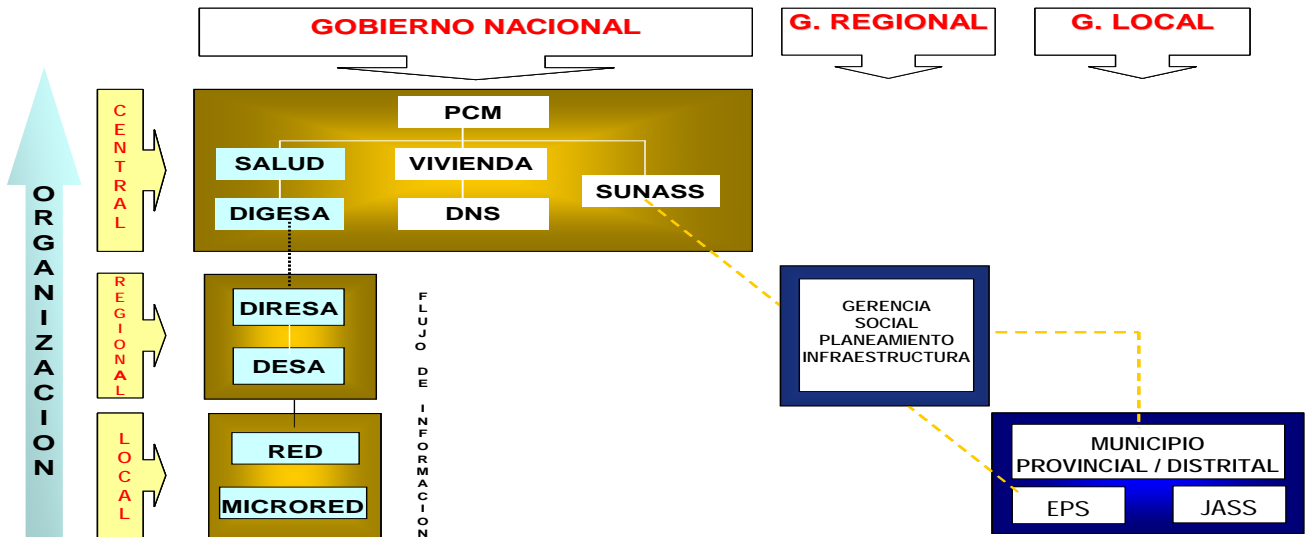 GOBIERNO NACIONAL
G. REGIONAL
G. LOCAL
ORGANIZACION
CENTRAL
PCM
SALUD
VIVIENDA
SUNASS
DIGESA
DNS
REGIONAL
DIRESA
DESA
FLUJO DE INFORMACION
GERENCIA
SOCIAL
PLANEAMIENTO
INFRAESTRUCTURA
LOCAL
RED
MICRORED
MUNICIPIO
PROVINCIAL / DISTRITAL
EPS
JASS